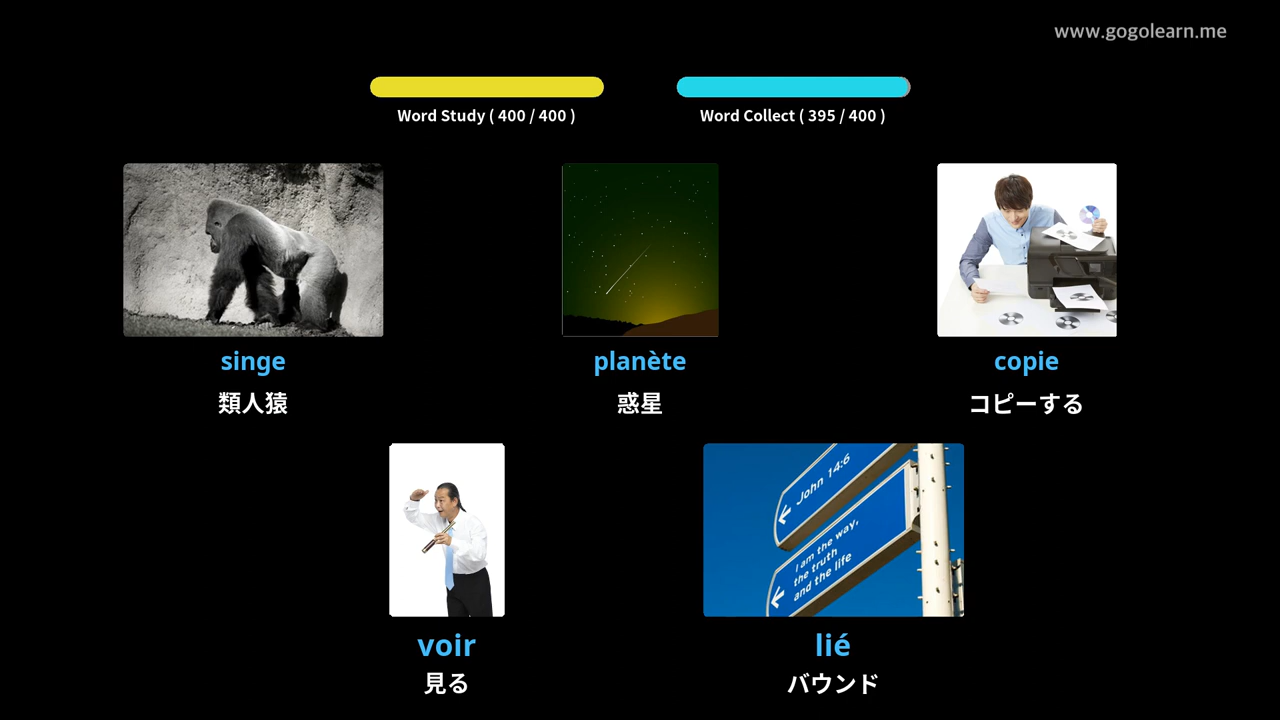 www.gogolearn.me
Word Study ( 400 / 400 )
Word Collect ( 395 / 400 )
singe
類人猿
planète
惑星
copie
コピーする
John 14:6
I am the way,
the truth
and the life
voir
見る
lié
バウンド